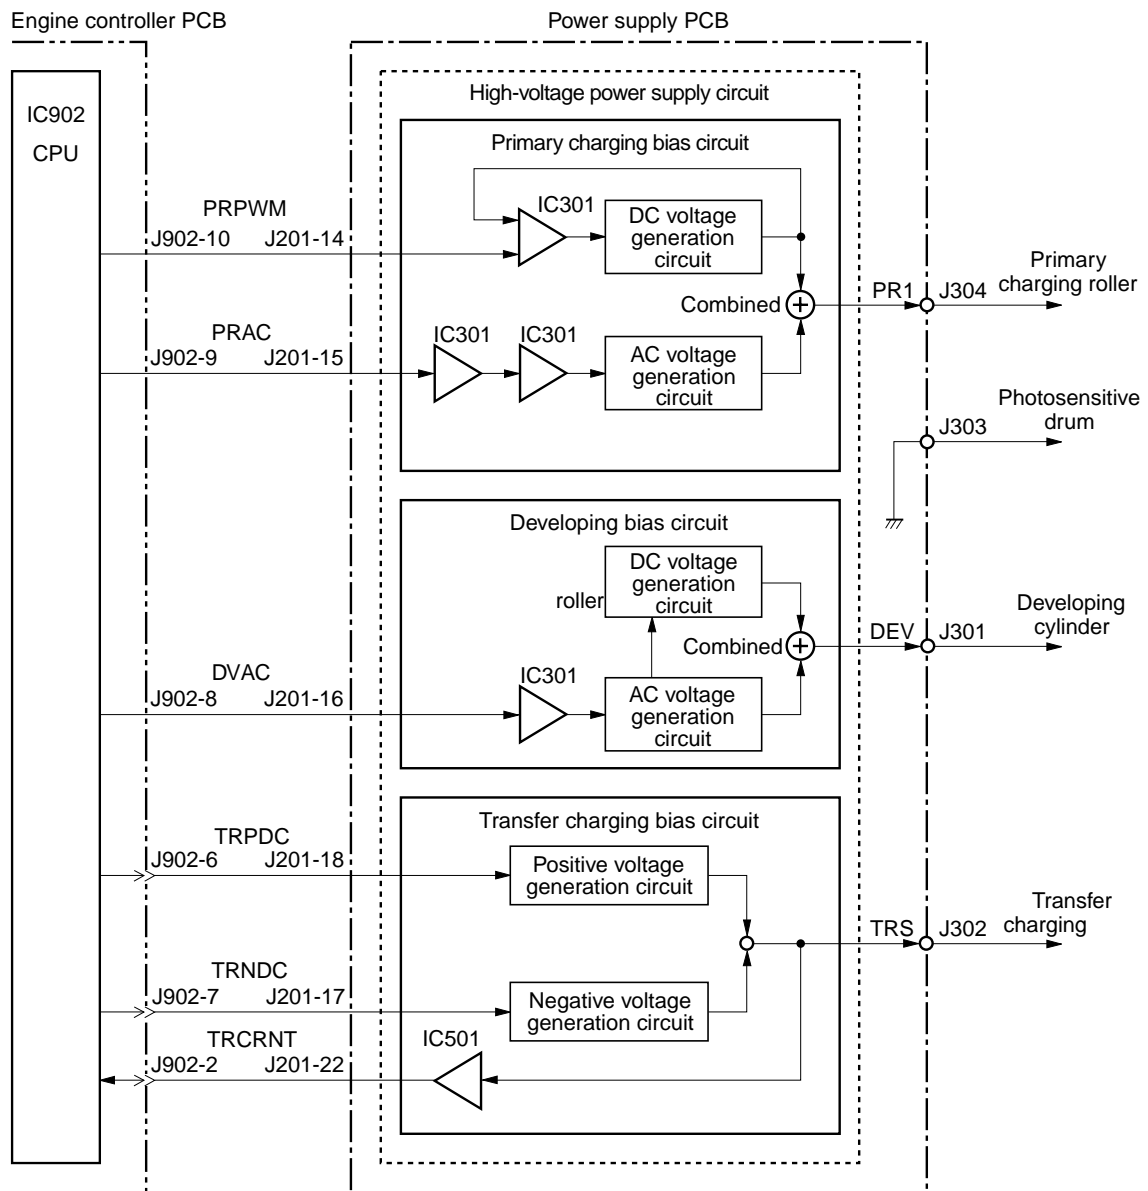 Engine controller PCB
Power supply PCB
IC902
CPU
High-voltage power supply circuit
Primary charging bias circuit
PRPWM
J902-10
J201-14
IC301
DC voltage
generation
circuit
Combined
PR1
J304
Primary
charging roller
PRAC
J902-9
J201-15
IC301
IC301
AC voltage
generation
circuit
J303
Photosensitive
drum
Developing bias circuit
DC voltage
generation
circuit
roller
Combined
DEV
J301
Developing
cylinder
DVAC
J902-8
J201-16
IC301
AC voltage
generation
circuit
Transfer charging bias circuit
TRPDC
J902-6
J201-18
Positive voltage
generation circuit
TRS
J302
Transfer
charging
TRNDC
J902-7
J201-17
Negative voltage
generation circuit
TRCRNT
J902-2
J201-22
IC501